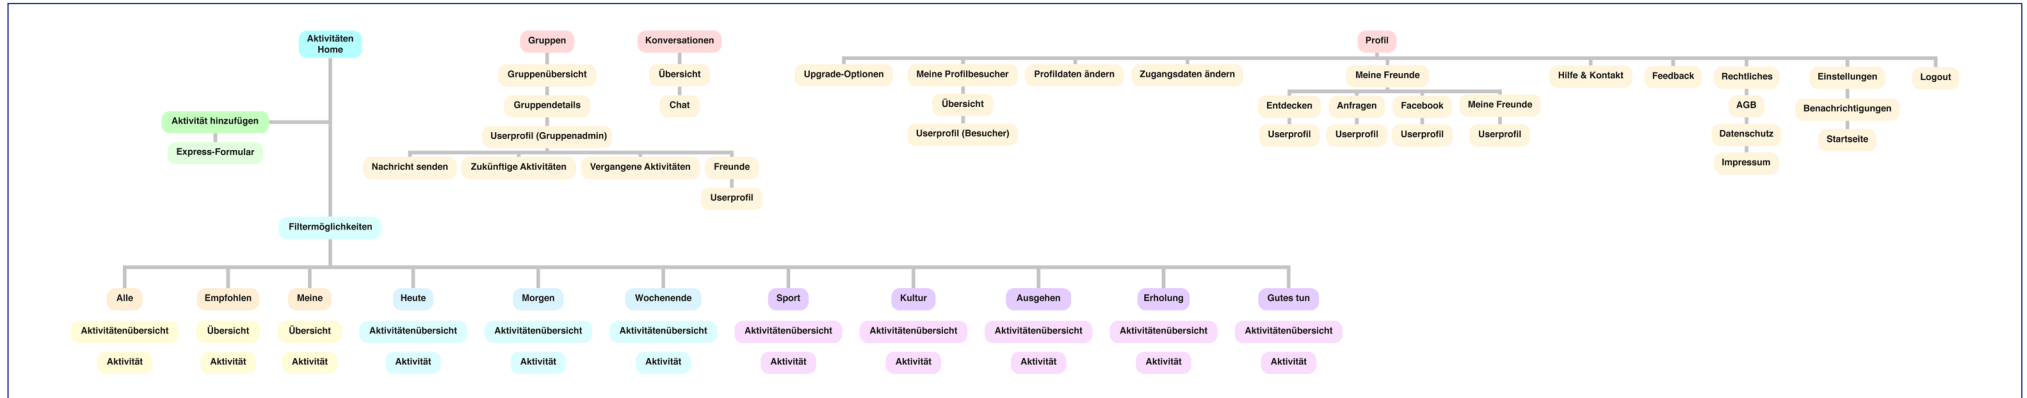 Aktivitäten
Home
Gruppen
Konversationen
Profil
Gruppenübersicht
Übersicht
Upgrade-Optionen
Meine Profilbesucher
Profildaten ändern
Zugangsdaten ändern
Meine Freunde
Hilfe & Kontakt
Feedback
Rechtliches
Einstellungen
Logout
Gruppendetails
Chat
Übersicht
Entdecken
Anfragen
Facebook
Meine Freunde
AGB
Benachrichtigungen
Aktivität hinzufügen
Userprofil (Gruppenadmin)
Userprofil (Besucher)
Userprofil
Userprofil
Userprofil
Userprofil
Datenschutz
Startseite
Express-Formular
Nachricht senden
Zukünftige Aktivitäten
Vergangene Aktivitäten
Freunde
Impressum
Userprofil
Filtermöglichkeiten
Alle
Empfohlen
Meine
Heute
Morgen
Wochenende
Sport
Kultur
Ausgehen
Erholung
Gutes tun
Aktivitätenübersicht
Übersicht
Übersicht
Aktivitätenübersicht
Aktivitätenübersicht
Aktivitätenübersicht
Aktivitätenübersicht
Aktivitätenübersicht
Aktivitätenübersicht
Aktivitätenübersicht
Aktivitätenübersicht
Aktivität
Aktivität
Aktivität
Aktivität
Aktivität
Aktivität
Aktivität
Aktivität
Aktivität
Aktivität
Aktivität